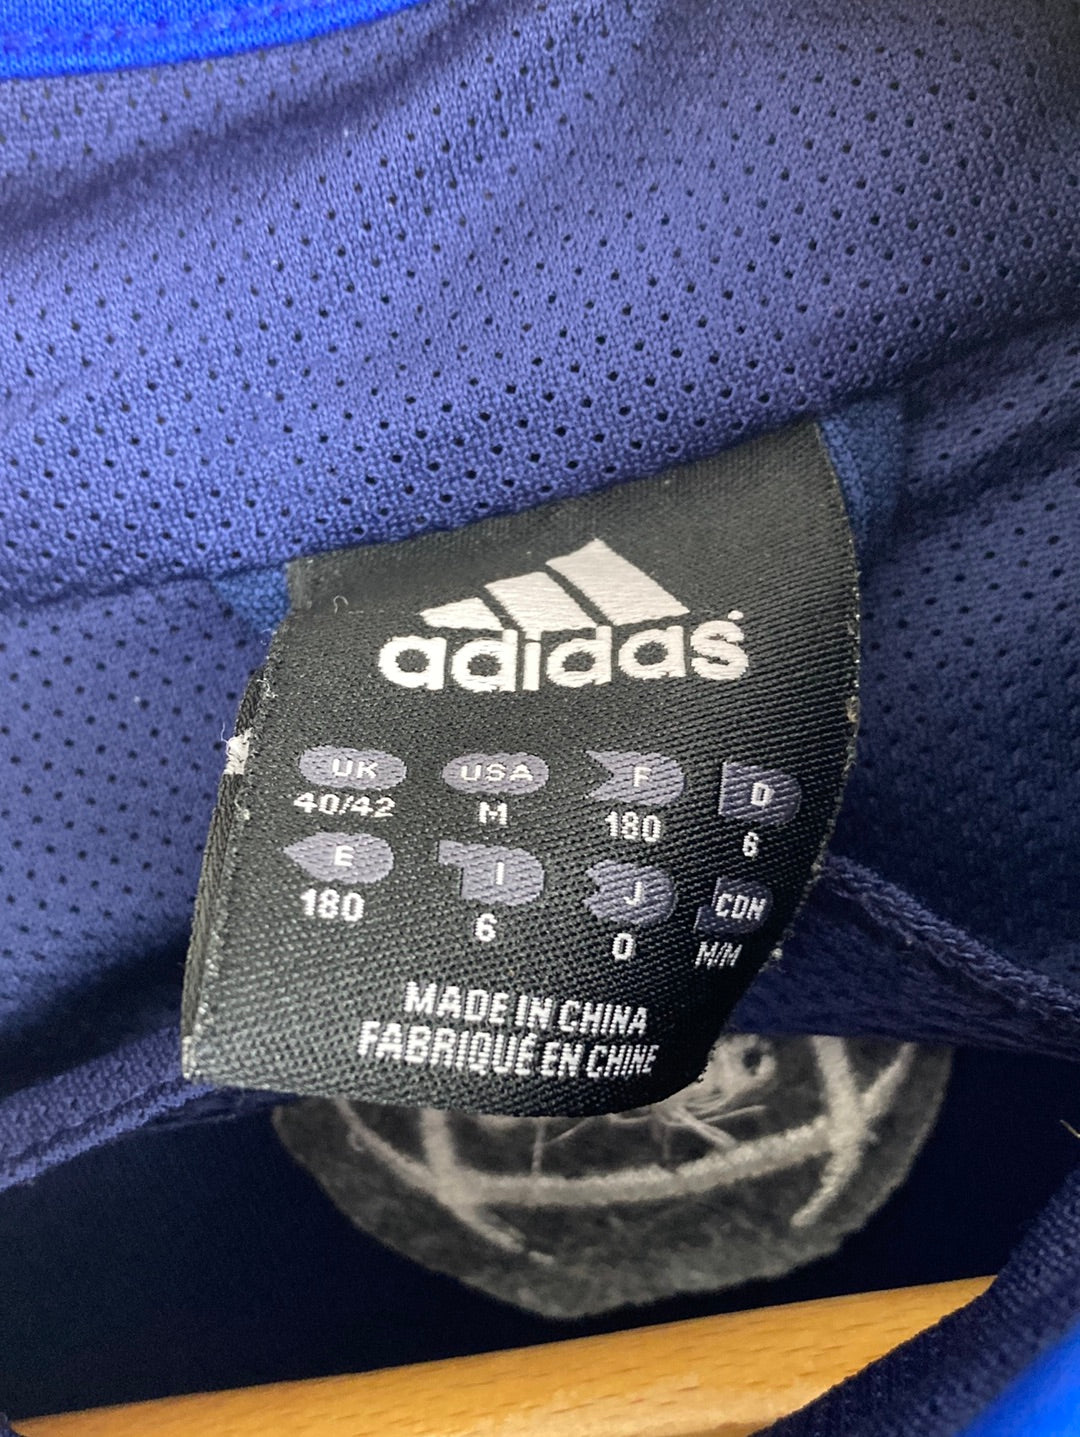 adidas
UK USA F D
40/42 M 180 6
E I J CDN
180 6 0 M/M
MADE IN CHINA
FABRIQUÉ EN CHINE